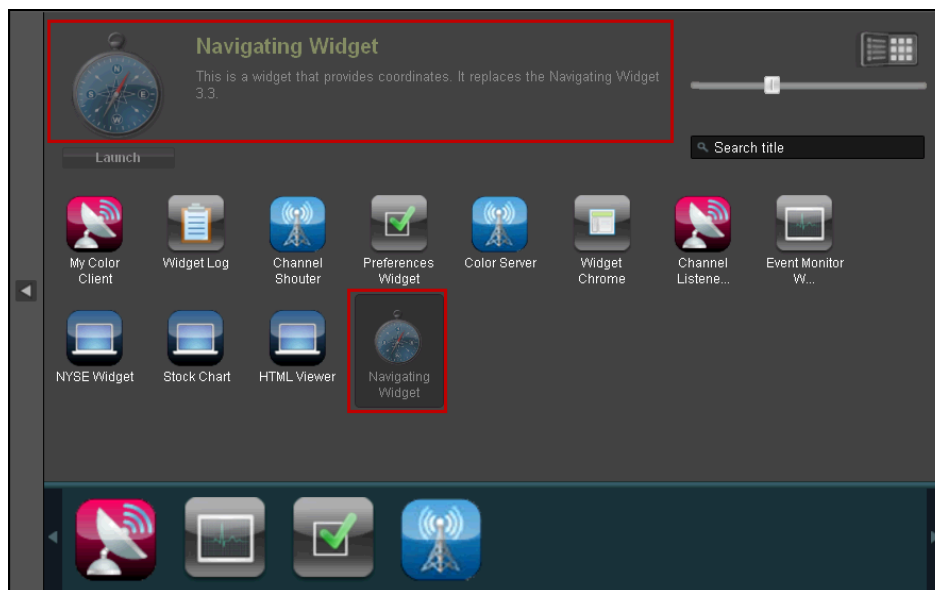 Navigating Widget
This is a widget that provides coordinates. It replaces the Navigating Widget
3.3.
Launch
Search title
My Color
Client
Widget Log
Channel
Shouter
Preferences
Widget
Color Server
Widget
Chrome
Channel
Listene...
Event Monitor
W...
NYSE Widget
Stock Chart
HTML Viewer
Navigating
Widget